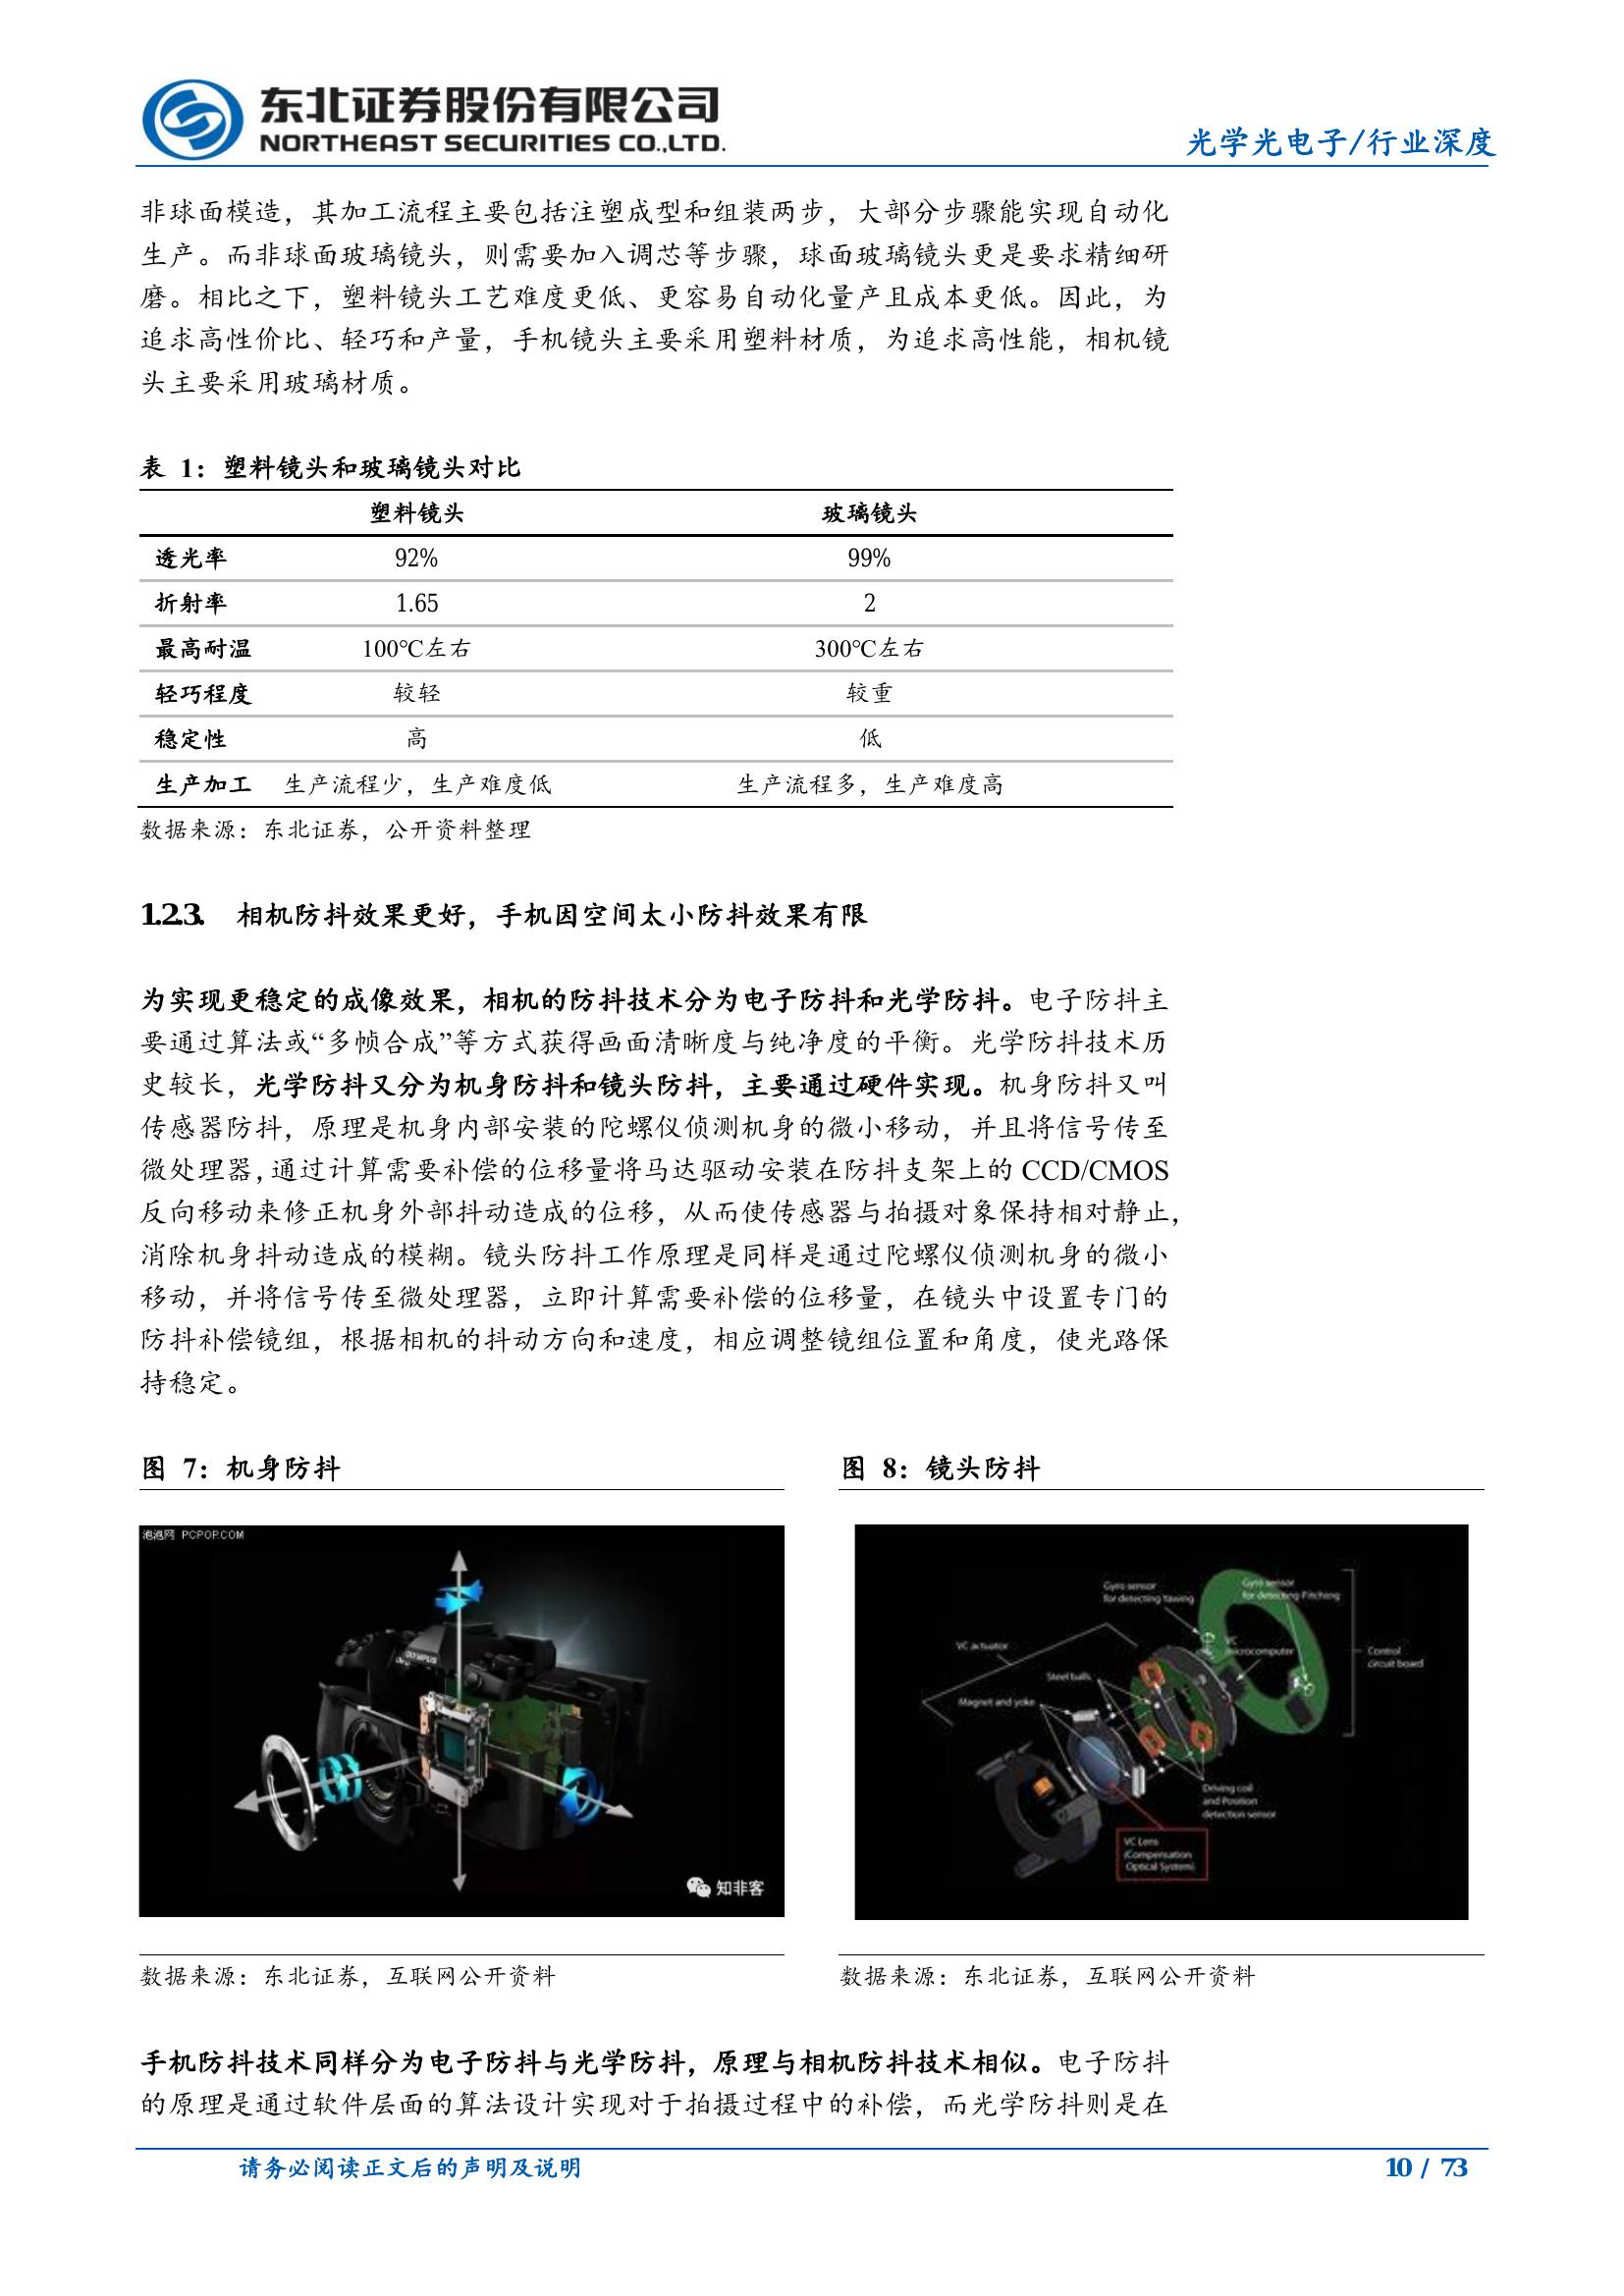 东北证券股份有限公司
NORTHEAST SECURITIES CO.,LTD.
光学光电子/行业深度
非球面模造，其加工流程主要包括注塑成型和组装两步，大部分步骤能实现自动化
生产。而非球面玻璃镜头，则需要加入调芯等步骤，球面玻璃镜头更是要求精细研
磨。相比之下，塑料镜头工艺难度更低、更容易自动化量产且成本更低。因此，为
追求高性价比、轻巧和产量，手机镜头主要采用塑料材质，为追求高性能，相机镜
头主要采用玻璃材质。
表 1：塑料镜头和玻璃镜头对比
塑料镜头 玻璃镜头
透光率 92% 99%
折射率 1.65 2
最高耐温 100℃左右 300℃左右
轻巧程度 较轻 较重
稳定性 高 低
生产加工 生产流程少，生产难度低 生产流程多，生产难度高
数据来源：东北证券，公开资料整理
1.2.3. 相机防抖效果更好，手机因空间太小防抖效果有限
为实现更稳定的成像效果，相机的防抖技术分为电子防抖和光学防抖。电子防抖主
要通过算法或“多帧合成”等方式获得画面清晰度与纯净度的平衡。光学防抖技术历
史较长，光学防抖又分为机身防抖和镜头防抖，主要通过硬件实现。机身防抖又叫
传感器防抖，原理是机身内部安装的陀螺仪侦测机身的微小移动，并且将信号传至
微处理器，通过计算需要补偿的位移量将马达驱动安装在防抖支架上的 CCD/CMOS
反向移动来修正机身外部抖动造成的位移，从而使传感器与拍摄对象保持相对静止，
消除机身抖动造成的模糊。镜头防抖工作原理是同样是通过陀螺仪侦测机身的微小
移动，并将信号传至微处理器，立即计算需要补偿的位移量，在镜头中设置专门的
防抖补偿镜组，根据相机的抖动方向和速度，相应调整镜组位置和角度，使光路保
持稳定。
图 7：机身防抖
泡泡网 PCPOP.COM
OLYMPUS
知非客
数据来源：东北证券，互联网公开资料
图 8：镜头防抖
Gyro sensor
for detecting Yawing
Gyro sensor
for detecting Pitching
VC actuator
VC
microcomputer
Control
circuit board
Steel balls
Magnet and yoke
Driving coil
and Position
detection sensor
VC Lens
(Compensation
Optical System)
数据来源：东北证券，互联网公开资料
手机防抖技术同样分为电子防抖与光学防抖，原理与相机防抖技术相似。电子防抖
的原理是通过软件层面的算法设计实现对于拍摄过程中的补偿，而光学防抖则是在
请务必阅读正文后的声明及说明
10 / 73